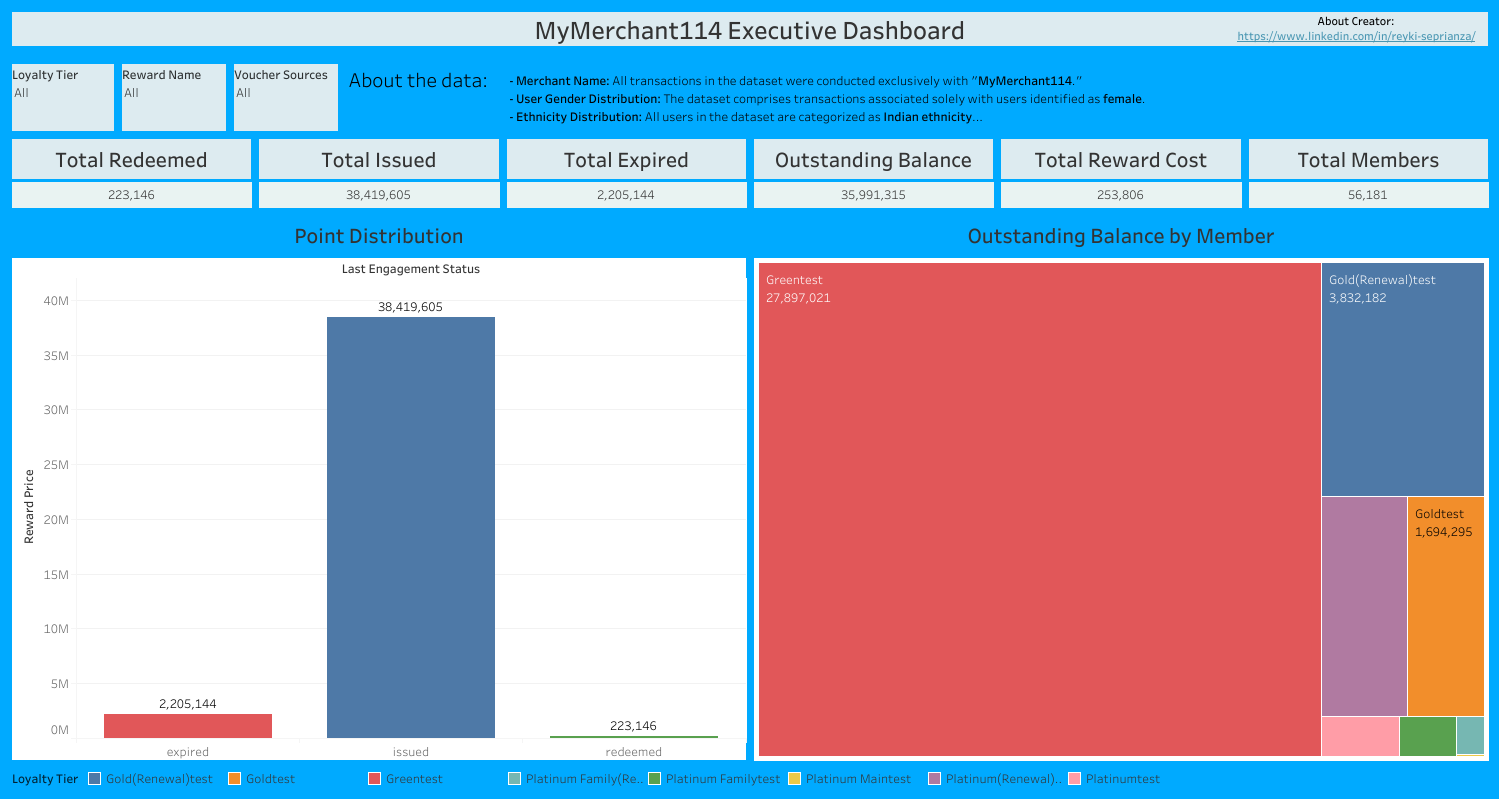 MyMerchant114 Executive Dashboard
About Creator:
https://www.linkedin.com/in/reyki-seprianza/
Loyalty Tier
All
Reward Name
All
Voucher Sources
All
About the data:
- Merchant Name: All transactions in the dataset were conducted exclusively with "MyMerchant114."
- User Gender Distribution: The dataset comprises transactions associated solely with users identified as female.
- Ethnicity Distribution: All users in the dataset are categorized as Indian ethnicity...
Total Redeemed
223,146
Total Issued
38,419,605
Total Expired
2,205,144
Outstanding Balance
35,991,315
Total Reward Cost
253,806
Total Members
56,181
Point Distribution
Last Engagement Status
Reward Price
40M
35M
30M
25M
20M
15M
10M
5M
0M
2,205,144
38,419,605
223,146
expired
issued
redeemed
Outstanding Balance by Member
Greentest
27,897,021
Gold(Renewal)test
3,832,182
Goldtest
1,694,295
Loyalty Tier
Gold(Renewal)test
Goldtest
Greentest
Platinum Family(Re..
Platinum Familytest
Platinum Maintest
Platinum(Renewal)..
Platinumtest